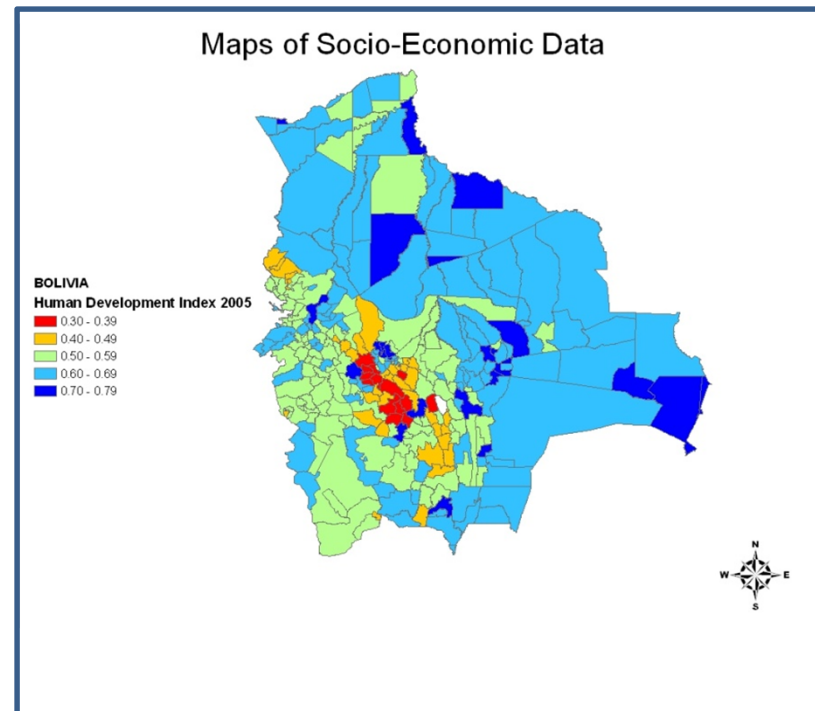 Maps of Socio-Economic Data
BOLIVIA
Human Development Index 2005
0.30 - 0.39
0.40 - 0.49
0.50 - 0.59
0.60 - 0.69
0.70 - 0.79
N
W E
S